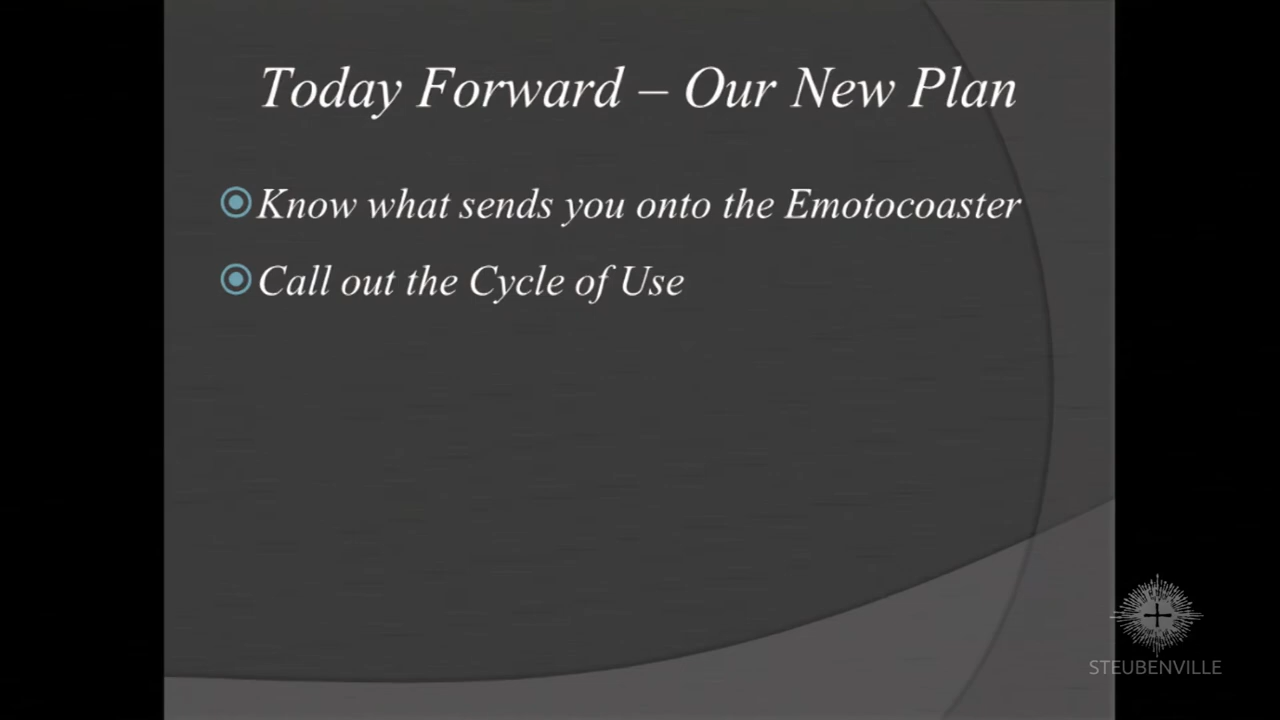 Today Forward – Our New Plan
Know what sends you onto the Emotocoaster
Call out the Cycle of Use
STEUBENVILLE